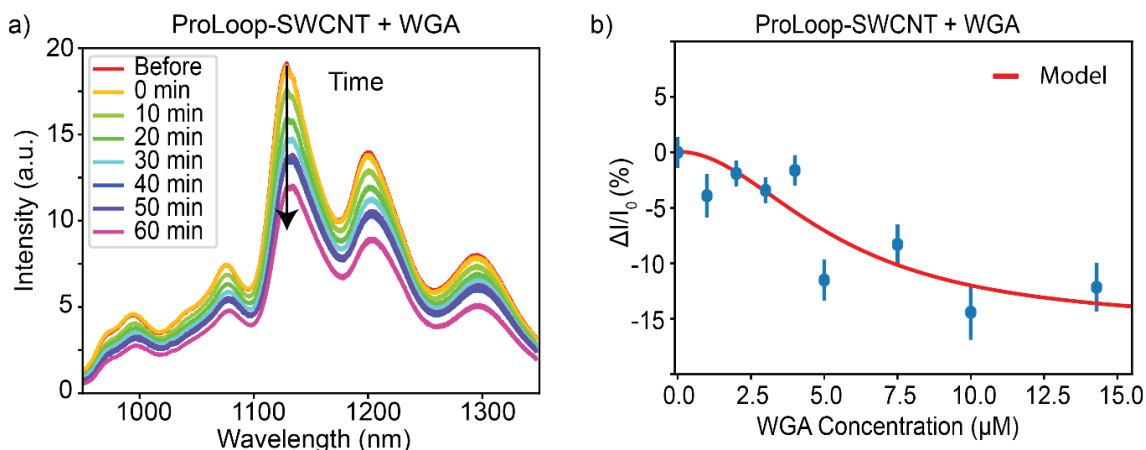 a)
ProLoop-SWCNT + WGA
20
15
10
5
0
Intensity (a.u.)
Before
0 min
10 min
20 min
30 min
40 min
50 min
60 min
Time
1000
1100
1200
1300
Wavelength (nm)
b)
ProLoop-SWCNT + WGA
Model
5
0
-5
-10
-15
ΔI/I₀ (%)
0.0
2.5
5.0
7.5
10.0
12.5
15.0
WGA Concentration (μM)